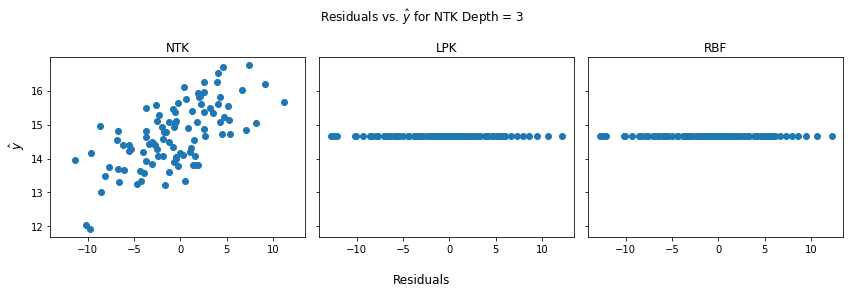 Residuals vs. ŷ for NTK Depth = 3
NTK LPK RBF
16
15
14
13
12
ŷ
−10 −5 0 5 10 −10 −5 0 5 10 −10 −5 0 5 10
Residuals